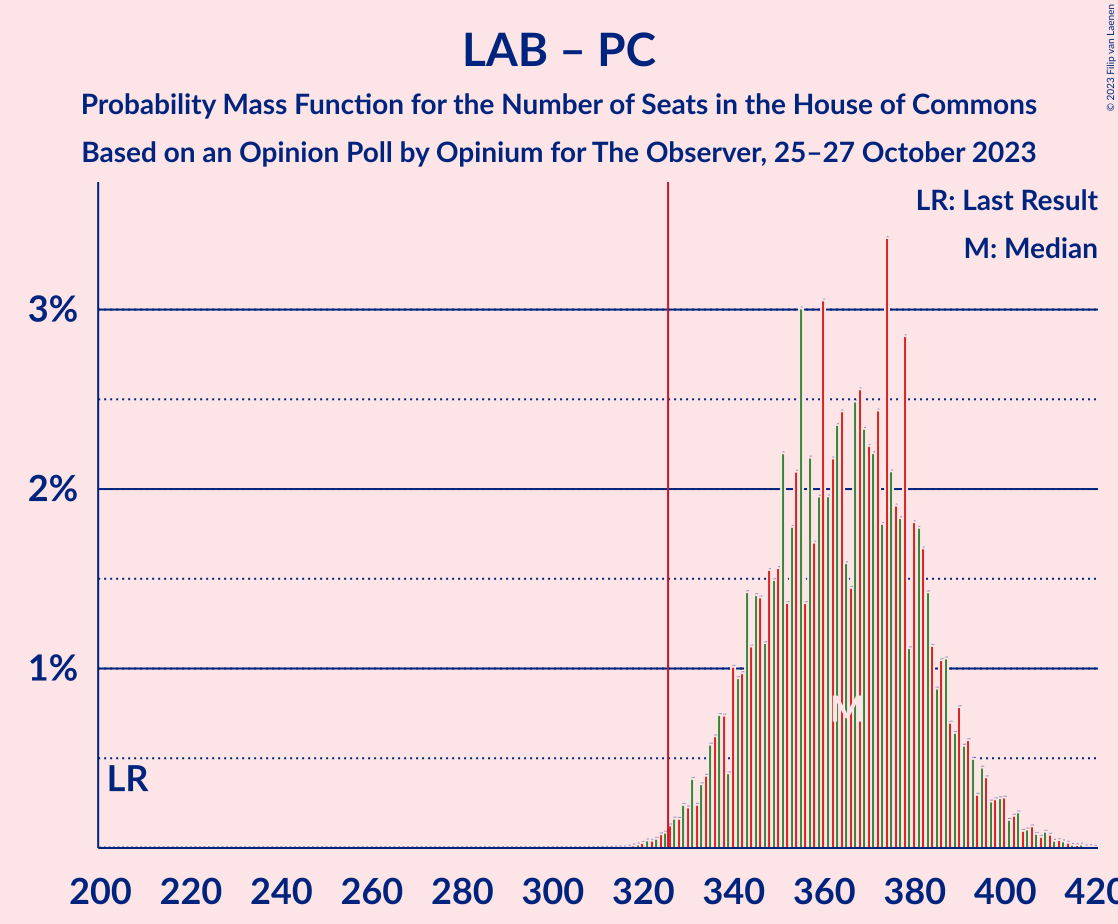 LAB – PC
Probability Mass Function for the Number of Seats in the House of Commons
Based on an Opinion Poll by Opinium for The Observer, 25–27 October 2023
© 2023 Filip van Laenen
LR: Last Result
M: Median
3%
2%
1%
M
LR
200 220 240 260 280 300 320 340 360 380 400 420